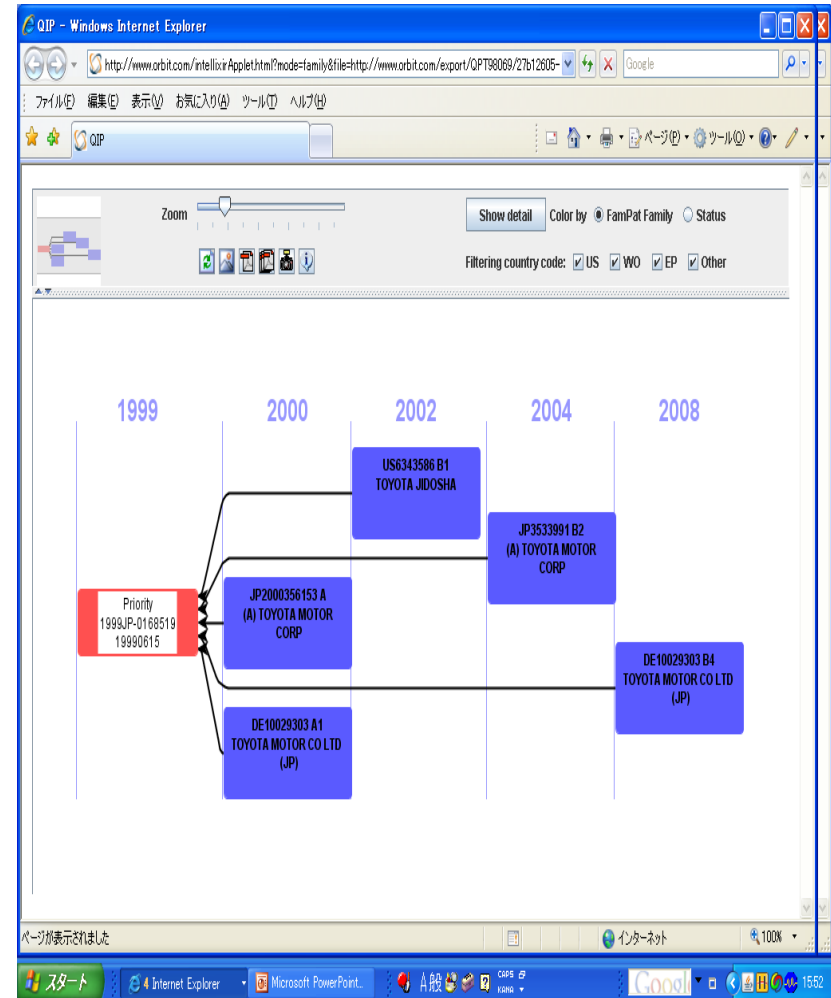 QIP - Windows Internet Explorer
http://www.orbit.com/intellixirApplet.html?mode=family&file=http://www.orbit.com/export/QPT98069/27b12605-
Google
ファイル(F) 編集(E) 表示(V) お気に入り(A) ツール(T) ヘルプ(H)
QIP
ページ(P) ツール(O)
Zoom
Show detail Color by FamPat Family Status
Filtering country code: US WO EP Other
1999 2000 2002 2004 2008
US6343586 B1
TOYOTA JIDOSHA
JP3533991 B2
(A) TOYOTA MOTOR
CORP
JP2000356153 A
(A) TOYOTA MOTOR
CORP
Priority
1999JP-0168519
19990615
DE10029303 B4
TOYOTA MOTOR CO LTD
(JP)
DE10029303 A1
TOYOTA MOTOR CO LTD
(JP)
ページが表示されました
インターネット
100%
スタート
4 Internet Explorer
Microsoft PowerPoint...
A 般
CAPS
KANA
Googl
1552